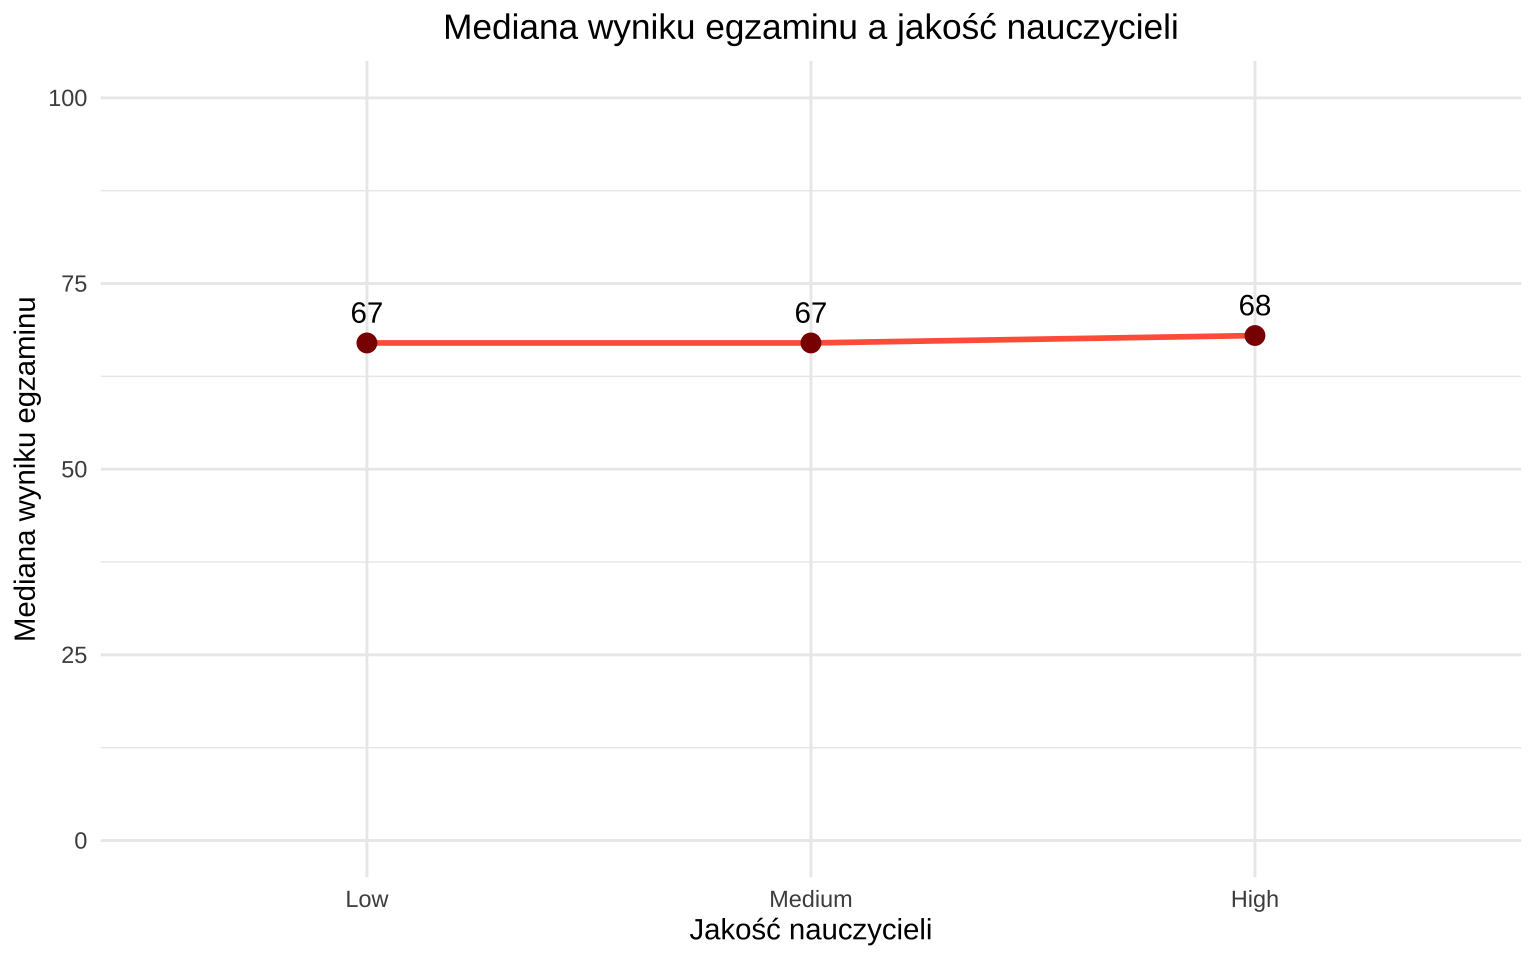 Mediana wyniku egzaminu a jakość nauczycieli
Mediana wyniku egzaminu
100
75
50
25
0
67
67
68
Low
Medium
High
Jakość nauczycieli